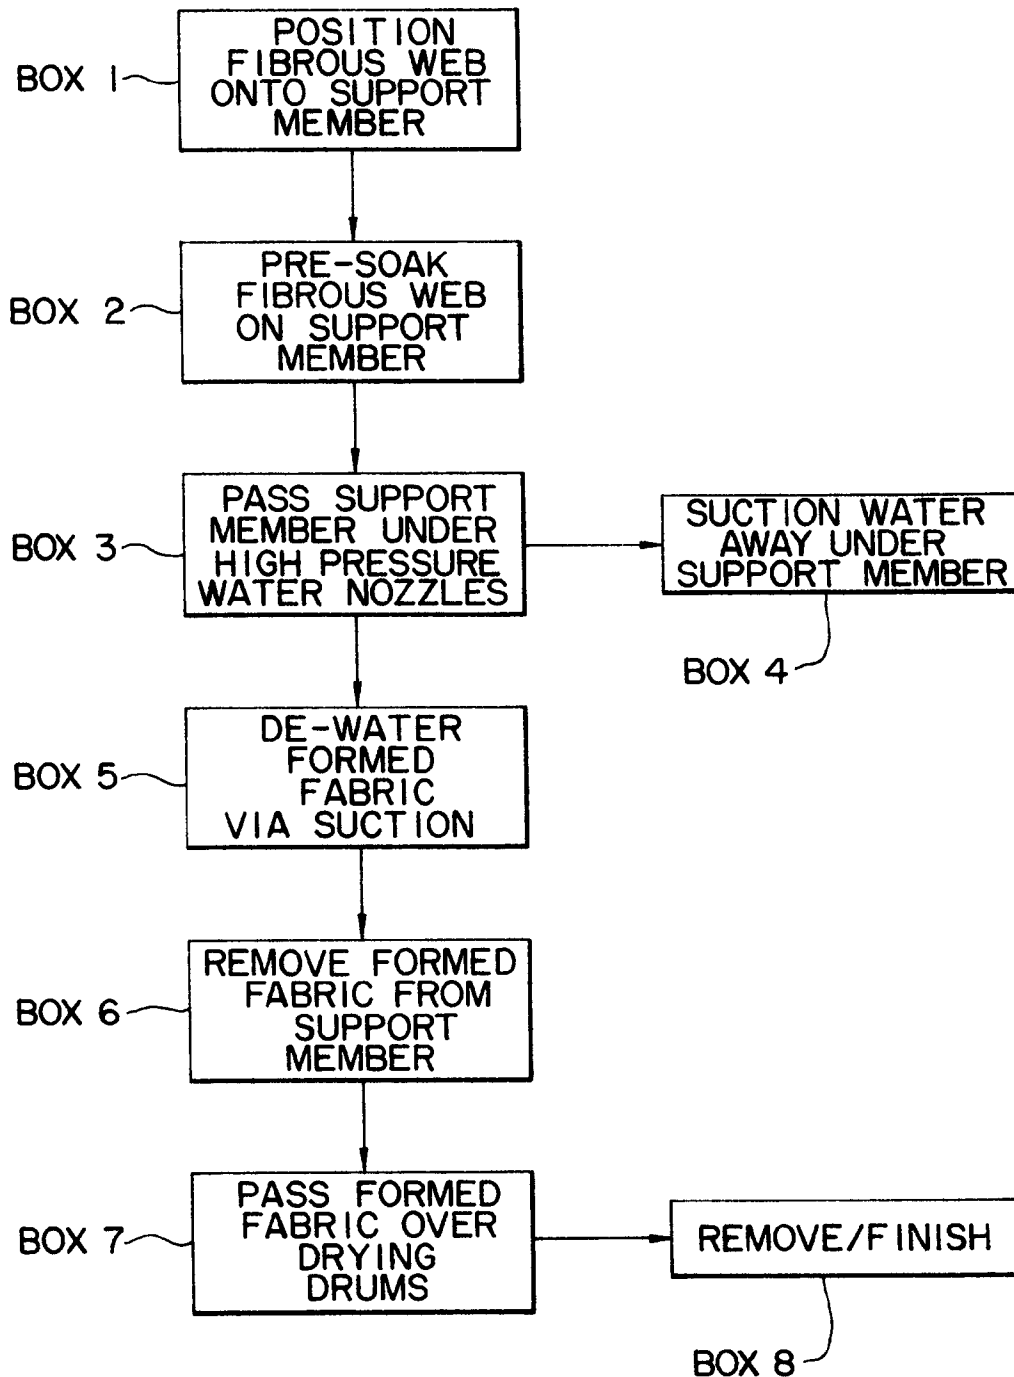 BOX 1
POSITION
FIBROUS WEB
ONTO SUPPORT
MEMBER
BOX 2
PRE-SOAK
FIBROUS WEB
ON SUPPORT
MEMBER
BOX 3
PASS SUPPORT
MEMBER UNDER
HIGH PRESSURE
WATER NOZZLES
SUCTION WATER
AWAY UNDER
SUPPORT MEMBER
BOX 4
BOX 5
DE-WATER
FORMED
FABRIC
VIA SUCTION
BOX 6
REMOVE FORMED
FABRIC FROM
SUPPORT
MEMBER
BOX 7
PASS FORMED
FABRIC OVER
DRYING
DRUMS
REMOVE/FINISH
BOX 8